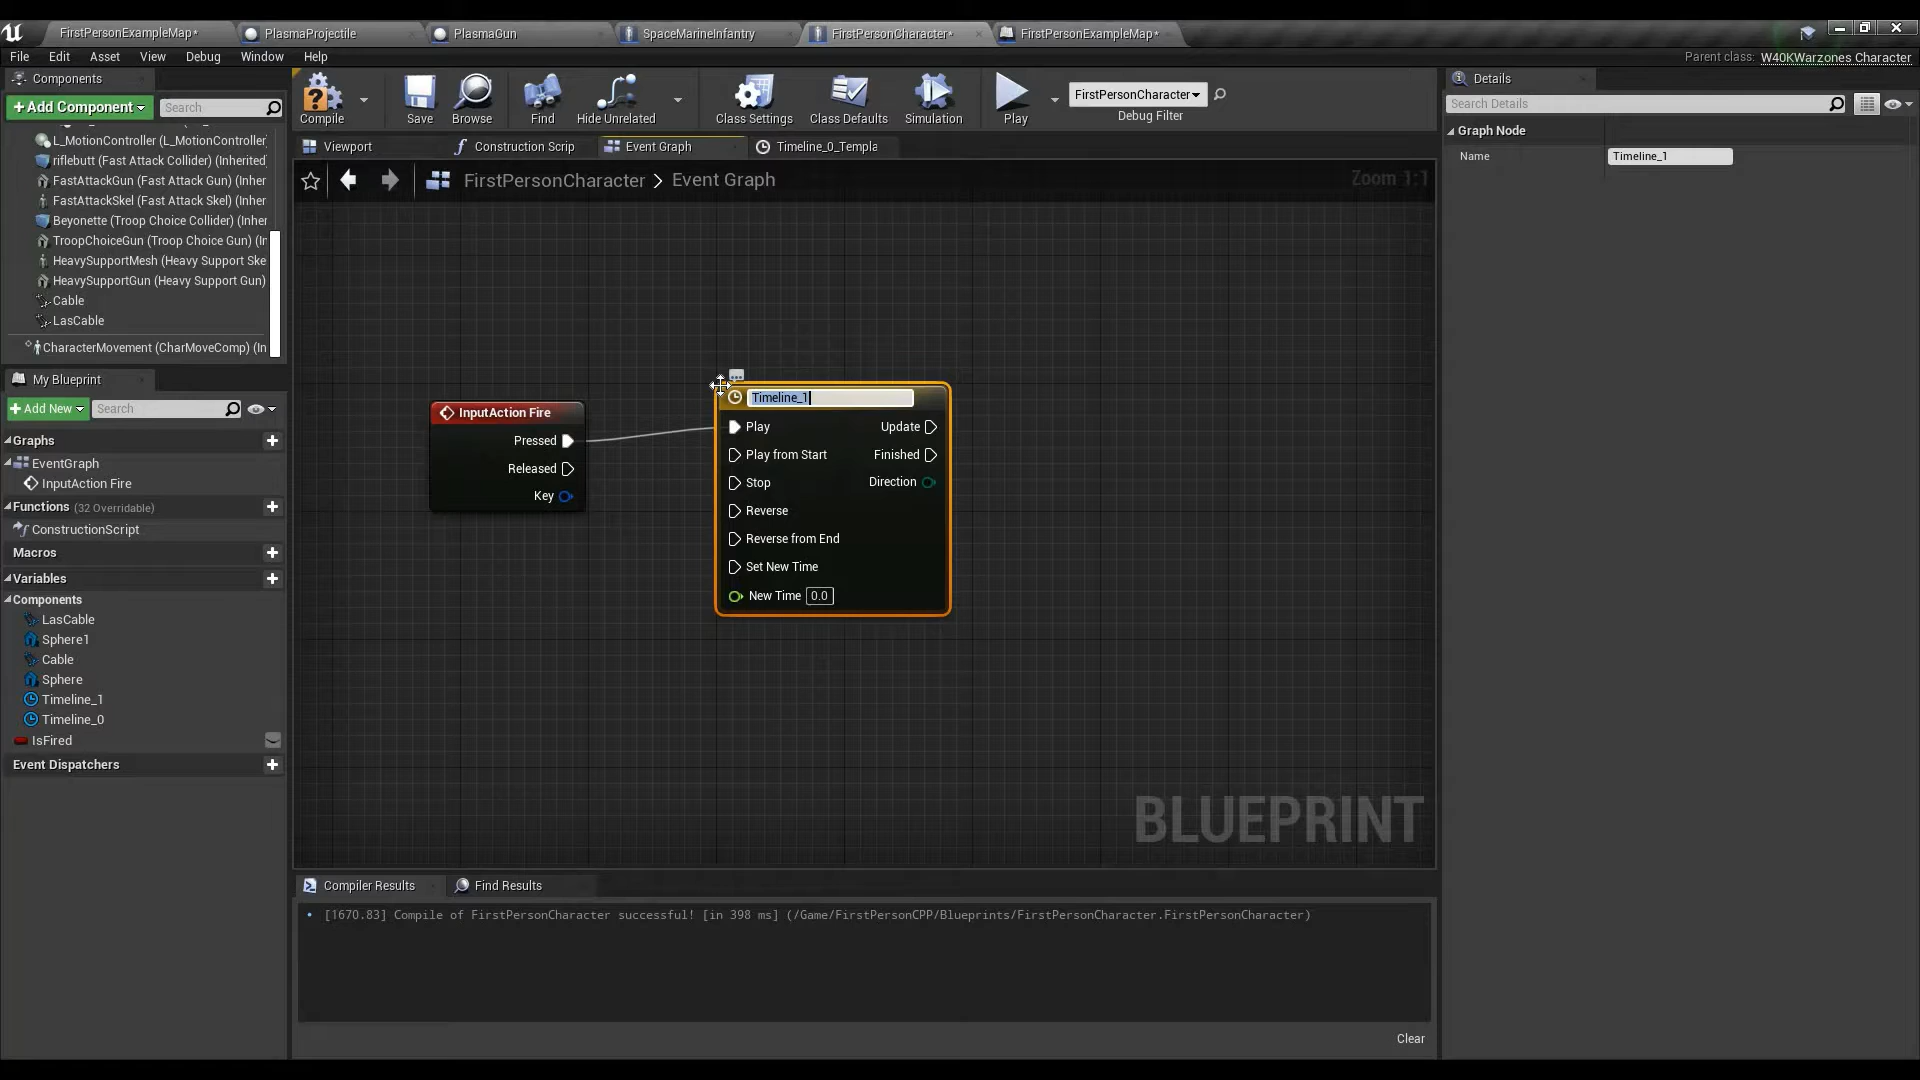 FirstPersonExampleMap*
PlasmaProjectile
PlasmaGun
SpaceMarineInfantry
FirstPersonCharacter*
FirstPersonExampleMap*
File
Edit
Asset
View
Debug
Window
Help
Parent class: W40KWarzones Character
Components
+Add Component
Search
L_MotionController (L_MotionController)
riflebutt (Fast Attack Collider) (Inherited)
FastAttackGun (Fast Attack Gun) (Inher
FastAttackSkel (Fast Attack Skel) (Inher
Beyonette (Troop Choice Collider) (Inher
TroopChoiceGun (Troop Choice Gun) (In
HeavySupportMesh (Heavy Support Ske
HeavySupportGun (Heavy Support Gun)
Cable
LasCable
CharacterMovement (CharMoveComp) (In
My Blueprint
+Add New
Search
Graphs
EventGraph
InputAction Fire
Functions (32 Overridable)
ConstructionScript
Macros
Variables
Components
LasCable
Sphere1
Cable
Sphere
Timeline_1
Timeline_0
IsFired
Event Dispatchers
Compile
Save
Browse
Find
Hide Unrelated
Class Settings
Class Defaults
Simulation
Play
FirstPersonCharacter
Debug Filter
Viewport
Construction Scrip
Event Graph
Timeline_0_Templa
FirstPersonCharacter > Event Graph
Zoom 1:1
InputAction Fire
Pressed
Released
Key
Timeline_1
Play
Play from Start
Stop
Reverse
Reverse from End
Set New Time
New Time 0.0
Update
Finished
Direction
BLUEPRINT
Compiler Results
Find Results
[1670.83] Compile of FirstPersonCharacter successful! [in 398 ms] (/Game/FirstPersonCPP/Blueprints/FirstPersonCharacter.FirstPersonCharacter)
Clear
Details
Search Details
Graph Node
Name
Timeline_1